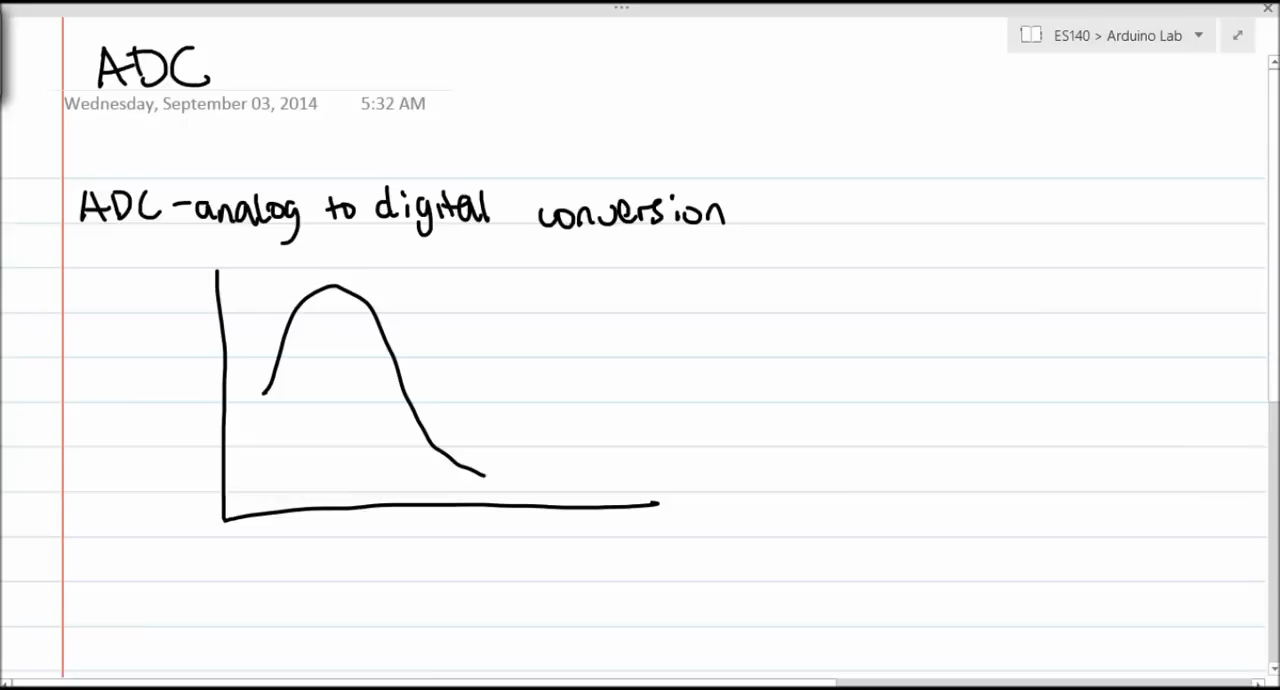 ES140 > Arduino Lab
ADC
Wednesday, September 03, 2014 5:32 AM
ADC - analog to digital conversion